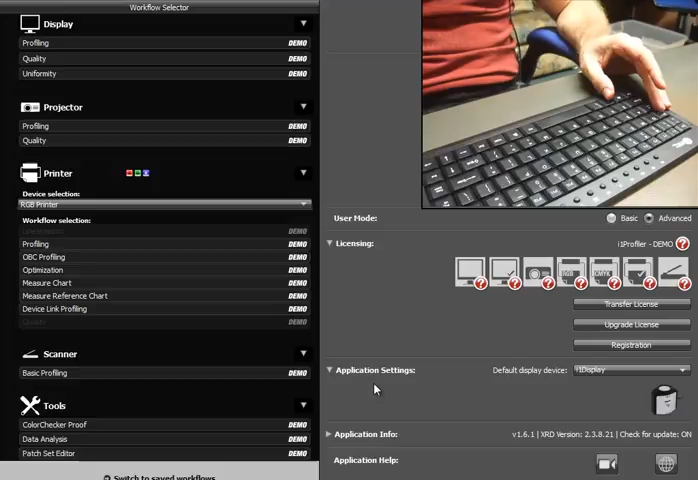 Workflow Selector
Display
Profiling DEMO
Quality DEMO
Uniformity DEMO
Projector
Profiling DEMO
Quality DEMO
Printer
Device selection:
RGB Printer
Workflow selection:
DEMO
Profiling DEMO
OBC Profiling DEMO
Optimization DEMO
Measure Chart DEMO
Measure Reference Chart DEMO
Device Link Profiling DEMO
Quality DEMO
Scanner
Basic Profiling DEMO
Tools
ColorChecker Proof DEMO
Data Analysis DEMO
Patch Set Editor DEMO
Switch to saved workflows
User Mode: Basic Advanced
Licensing: i1Profiler - DEMO ?
? ? ? RGB ? CMYK ? ? ?
Transfer License
Upgrade License
Registration
Application Settings: Default display device: i1Display
Application Info: v1.6.1 | XRD Version: 2.3.8.21 | Check for update: ON
Application Help: